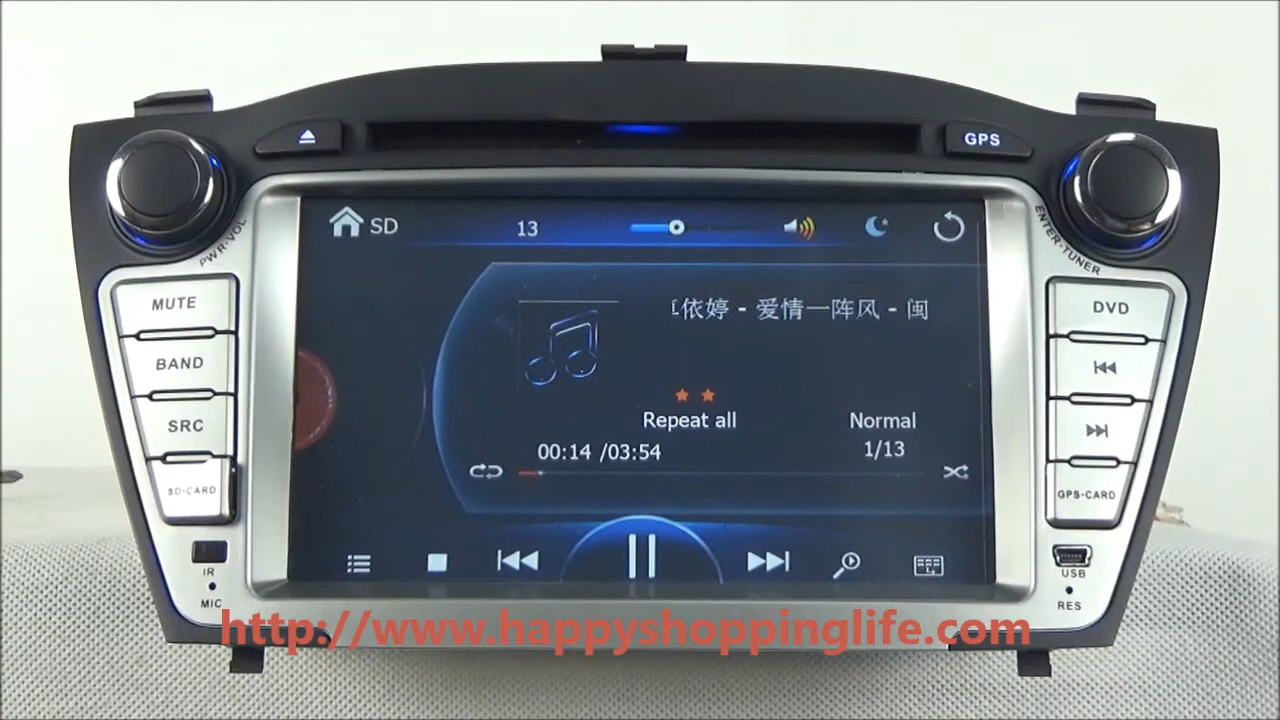 GPS
PWR·VOL
ENTER·TUNER
SD
13
MUTE
BAND
SRC
SD-CARD
IR
MIC
依婷 - 爱情一阵风 - 闽
Repeat all
Normal
00:14 /03:54
1/13
DVD
GPS-CARD
USB
RES
http://www.happyshoppinglife.com